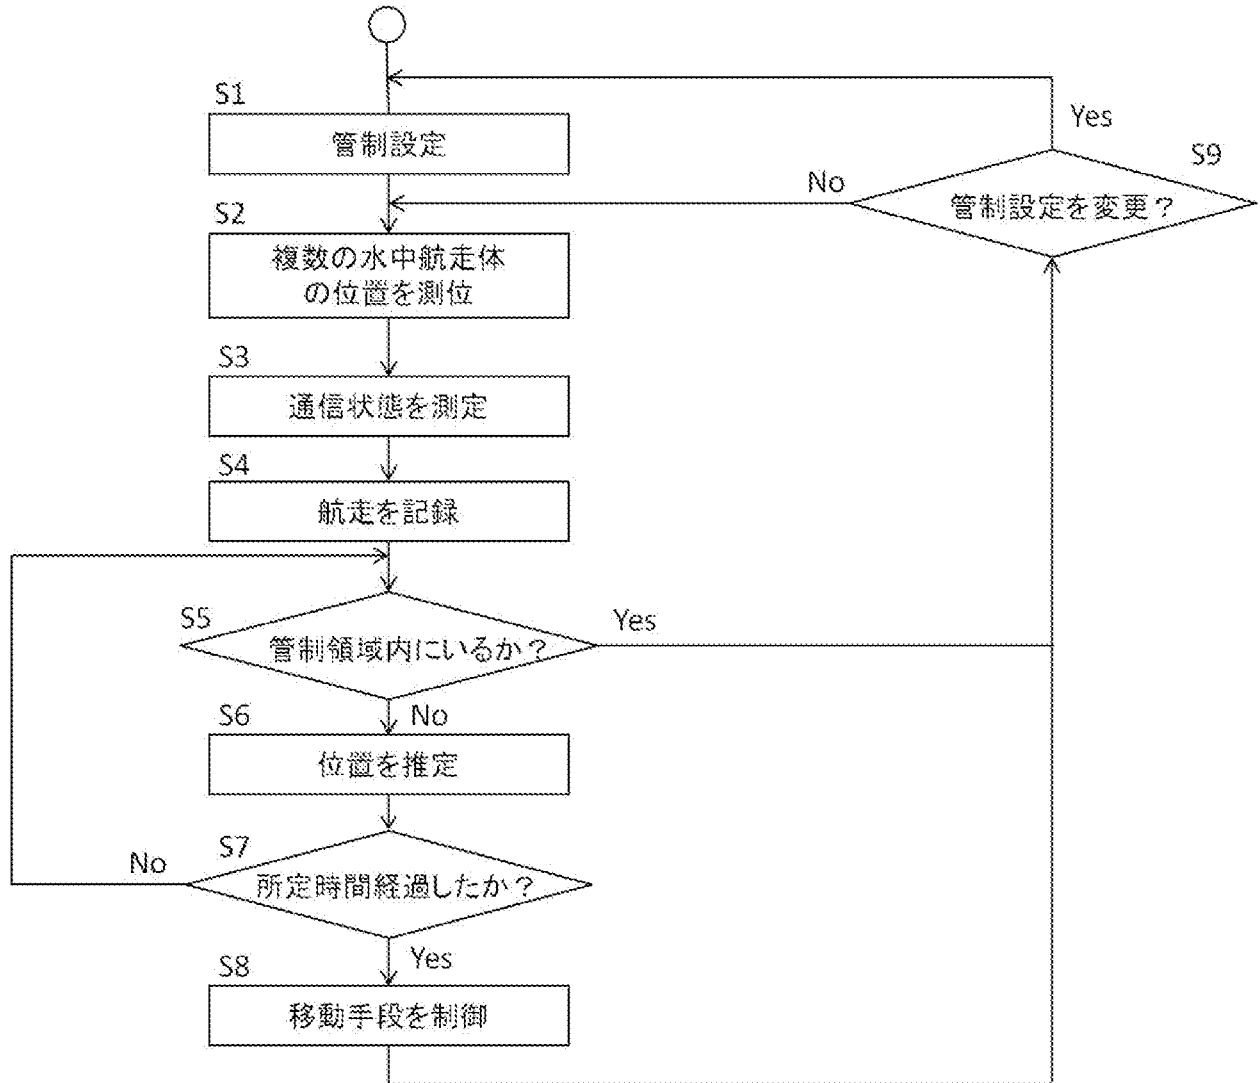 S1
管制設定
Yes
S9
管制設定を変更？
No
S2
複数の水中航走体
の位置を測位
S3
通信状態を測定
S4
航走を記録
S5
管制領域内にいるか？
Yes
No
S6
位置を推定
S7
所定時間経過したか？
No
Yes
S8
移動手段を制御